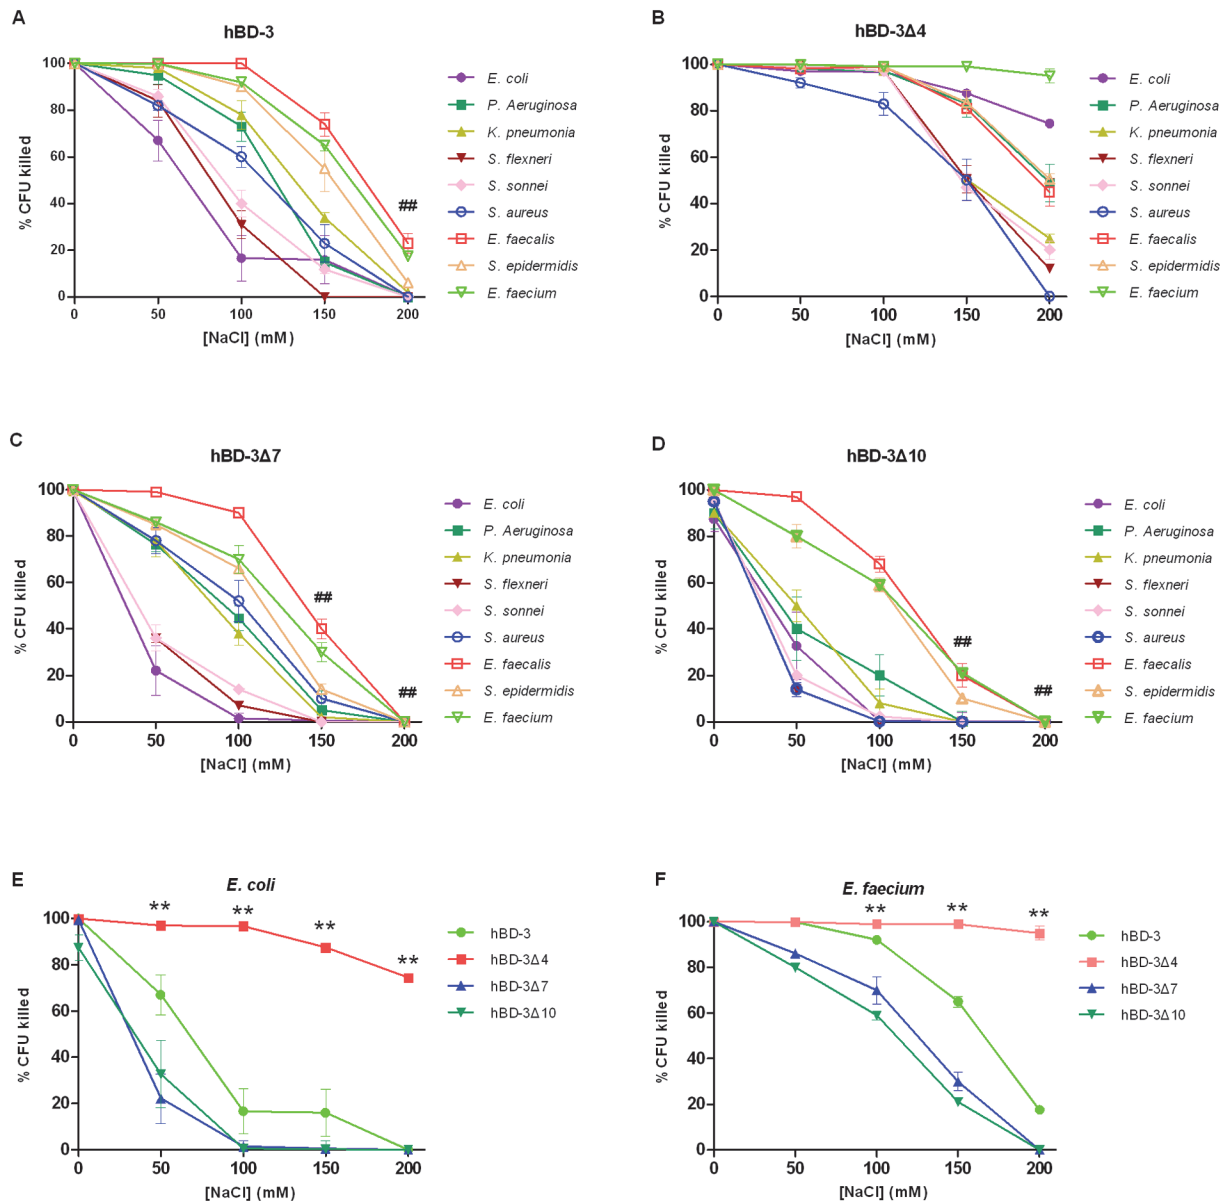 A
hBD-3
% CFU killed
100
80
60
40
20
0
##
0
50
100
150
200
[NaCl] (mM)
E. coli
P. Aeruginosa
K. pneumonia
S. flexneri
S. sonnei
S. aureus
E. faecalis
S. epidermidis
E. faecium
B
hBD-3Δ4
% CFU killed
100
80
60
40
20
0
0
50
100
150
200
[NaCl] (mM)
E. coli
P. Aeruginosa
K. pneumonia
S. flexneri
S. sonnei
S. aureus
E. faecalis
S. epidermidis
E. faecium
C
hBD-3Δ7
% CFU killed
100
80
60
40
20
0
##
##
0
50
100
150
200
[NaCl] (mM)
E. coli
P. Aeruginosa
K. pneumonia
S. flexneri
S. sonnei
S. aureus
E. faecalis
S. epidermidis
E. faecium
D
hBD-3Δ10
% CFU killed
100
80
60
40
20
0
##
##
0
50
100
150
200
[NaCl] (mM)
E. coli
P. Aeruginosa
K. pneumonia
S. flexneri
S. sonnei
S. aureus
E. faecalis
S. epidermidis
E. faecium
E
E. coli
% CFU killed
100
80
60
40
20
0
**
**
**
**
0
50
100
150
200
[NaCl] (mM)
hBD-3
hBD-3Δ4
hBD-3Δ7
hBD-3Δ10
F
E. faecium
% CFU killed
100
80
60
40
20
0
**
**
**
0
50
100
150
200
[NaCl] (mM)
hBD-3
hBD-3Δ4
hBD-3Δ7
hBD-3Δ10